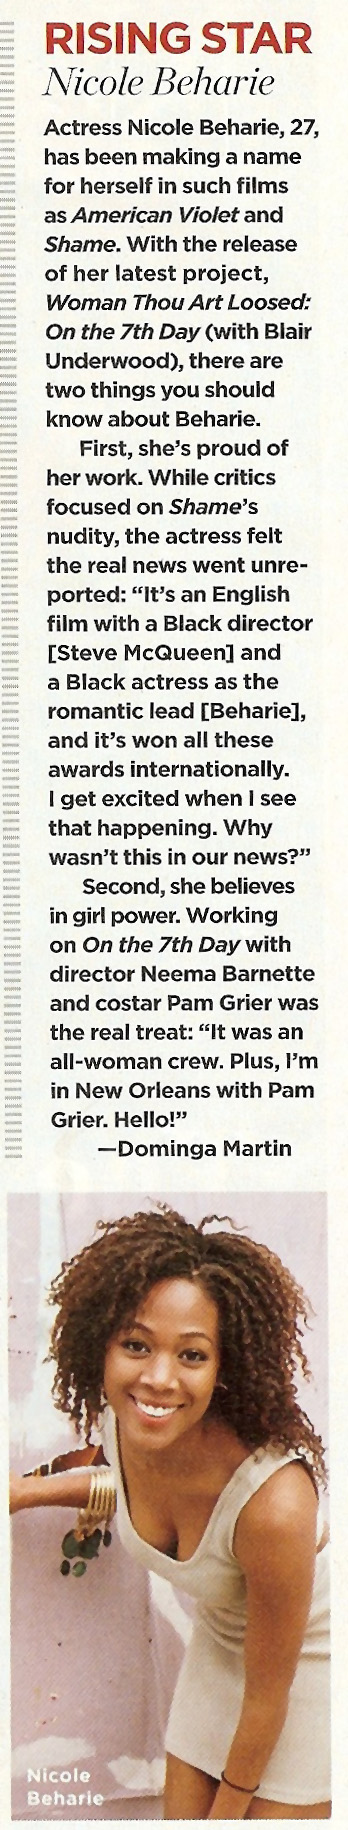 RISING STAR
Nicole Beharie
Actress Nicole Beharie, 27,
has been making a name
for herself in such films
as American Violet and
Shame. With the release
of her latest project,
Woman Thou Art Loosed:
On the 7th Day (with Blair
Underwood), there are
two things you should
know about Beharie.
First, she's proud of
her work. While critics
focused on Shame's
nudity, the actress felt
the real news went unre-
ported: “It's an English
film with a Black director
[Steve McQueen] and
a Black actress as the
romantic lead [Beharie],
and it's won all these
awards internationally.
I get excited when I see
that happening. Why
wasn't this in our news?”
Second, she believes
in girl power. Working
on On the 7th Day with
director Neema Barnette
and costar Pam Grier was
the real treat: “It was an
all-woman crew. Plus, I'm
in New Orleans with Pam
Grier. Hello!”
—Dominga Martin
Nicole
Beharie